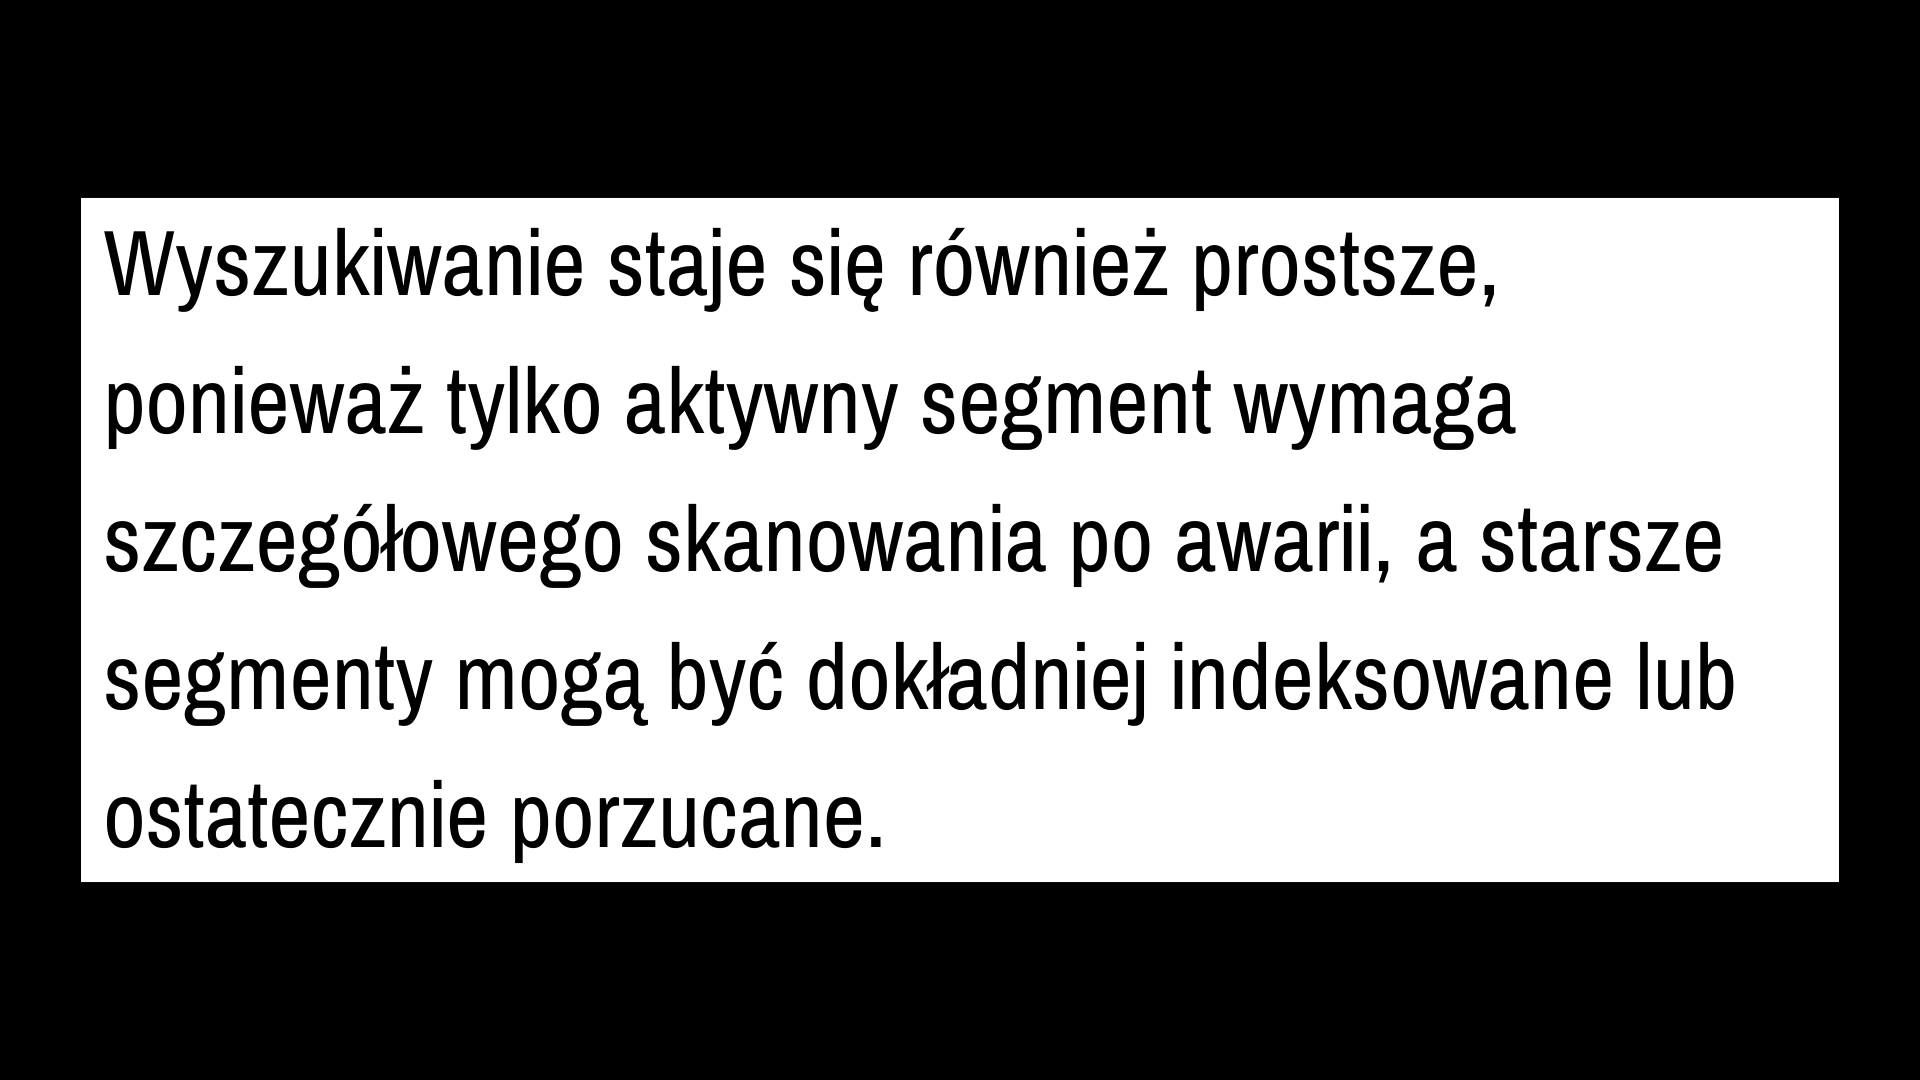 Wyszukiwanie staje się również prostsze,
ponieważ tylko aktywny segment wymaga
szczegółowego skanowania po awarii, a starsze
segmenty mogą być dokładniej indeksowane lub
ostatecznie porzucane.